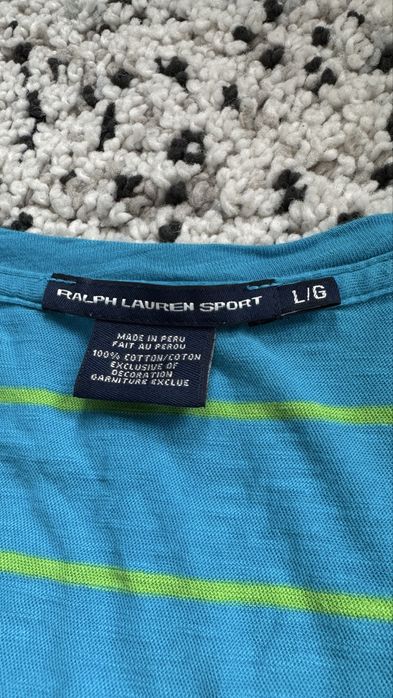 RALPH LAUREN SPORT L/G
MADE IN PERU
FAIT AU PEROU
100% COTTON/COTON
EXCLUSIVE OF
DECORATION
GARNITURE EXCLUE